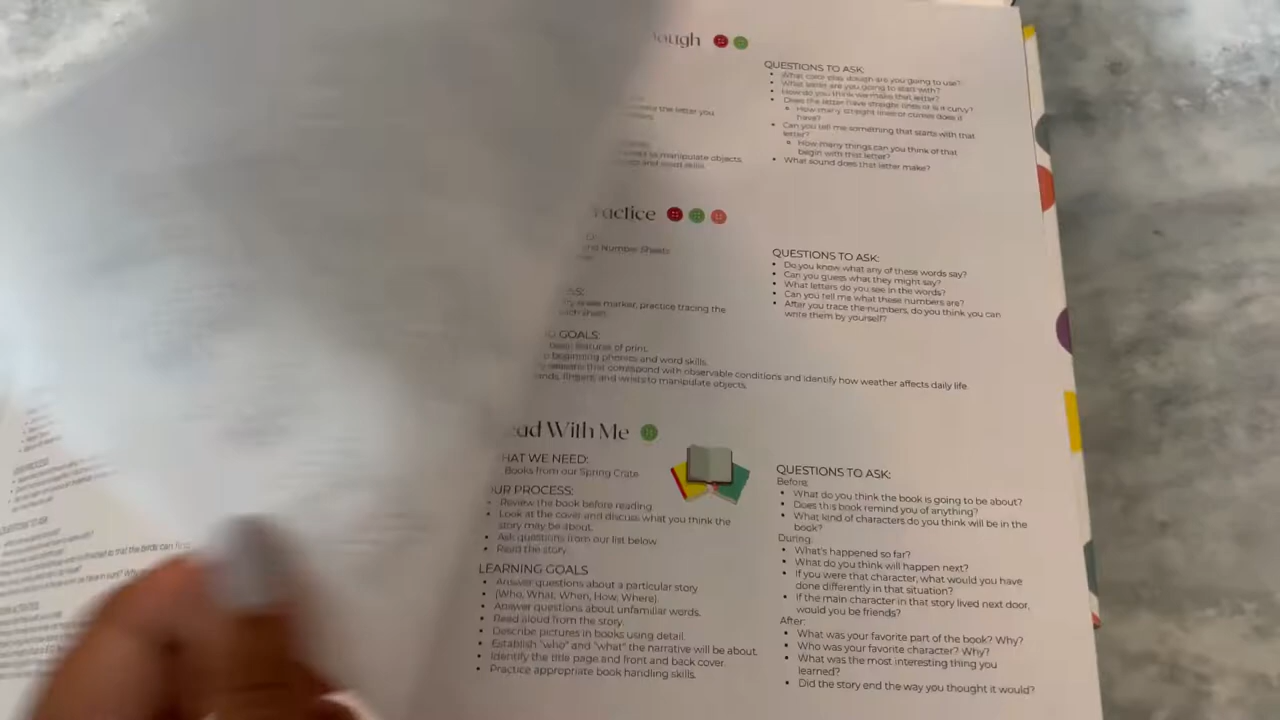 ough
QUESTIONS TO ASK:
What color play dough are you going to use?
What letter are you going to start with?
How do you think we make that letter?
Does the letter have straight lines or is it curvy?
How many straight lines or curves does it
have?
Can you tell me something that starts with that
letter?
How many things can you think of that
begin with this letter?
What sound does that letter make?
the letter you
to manipulate objects.
and word skills.
ractice
Number Sheets
marker, practice tracing the
GOALS:
features of print.
beginning phonics and word skills.
seasons that correspond with observable conditions and identify how weather affects daily life.
hands, fingers and wrists to manipulate objects.
QUESTIONS TO ASK:
Do you know what any of these words say?
Can you guess what they might say?
What letters do you see in the words?
Can you tell me what these numbers are?
After you trace the numbers, do you think you can
write them by yourself?
ad With Me
HAT WE NEED:
Books from our Spring Crate
UR PROCESS:
Review the book before reading
Look at the cover and discuss what you think the
story may be about.
Ask questions from our list below
Read the story
LEARNING GOALS
Answer questions about a particular story
(Who, What, When, How, Where).
Answer questions about unfamiliar words.
Read aloud from the story.
Describe pictures in books using detail.
Establish "who" and "what" the narrative will be about.
Identify the title page and front and back cover.
Practice appropriate book handling skills.
QUESTIONS TO ASK:
Before:
What do you think the book is going to be about?
Does this book remind you of anything?
What kind of characters do you think will be in the
book?
During:
What's happened so far?
What do you think will happen next?
If you were that character, what would you have
done differently in that situation?
If the main character in that story lived next door,
would you be friends?
After:
What was your favorite part of the book? Why?
Who was your favorite character? Why?
What was the most interesting thing you
learned?
Did the story end the way you thought it would?